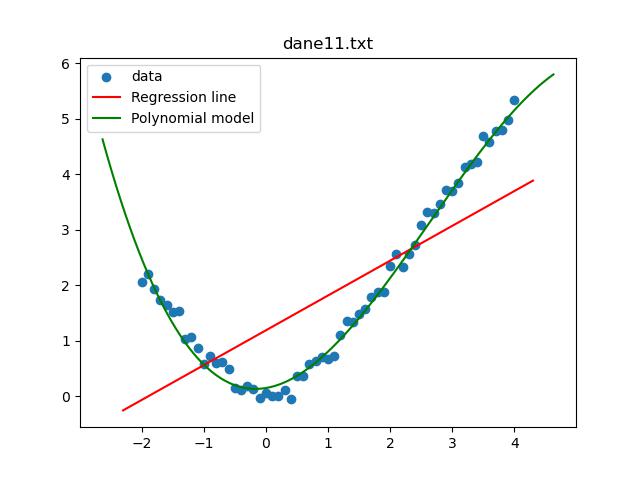 dane11.txt
data
Regression line
Polynomial model
6
5
4
3
2
1
0
−2 −1 0 1 2 3 4